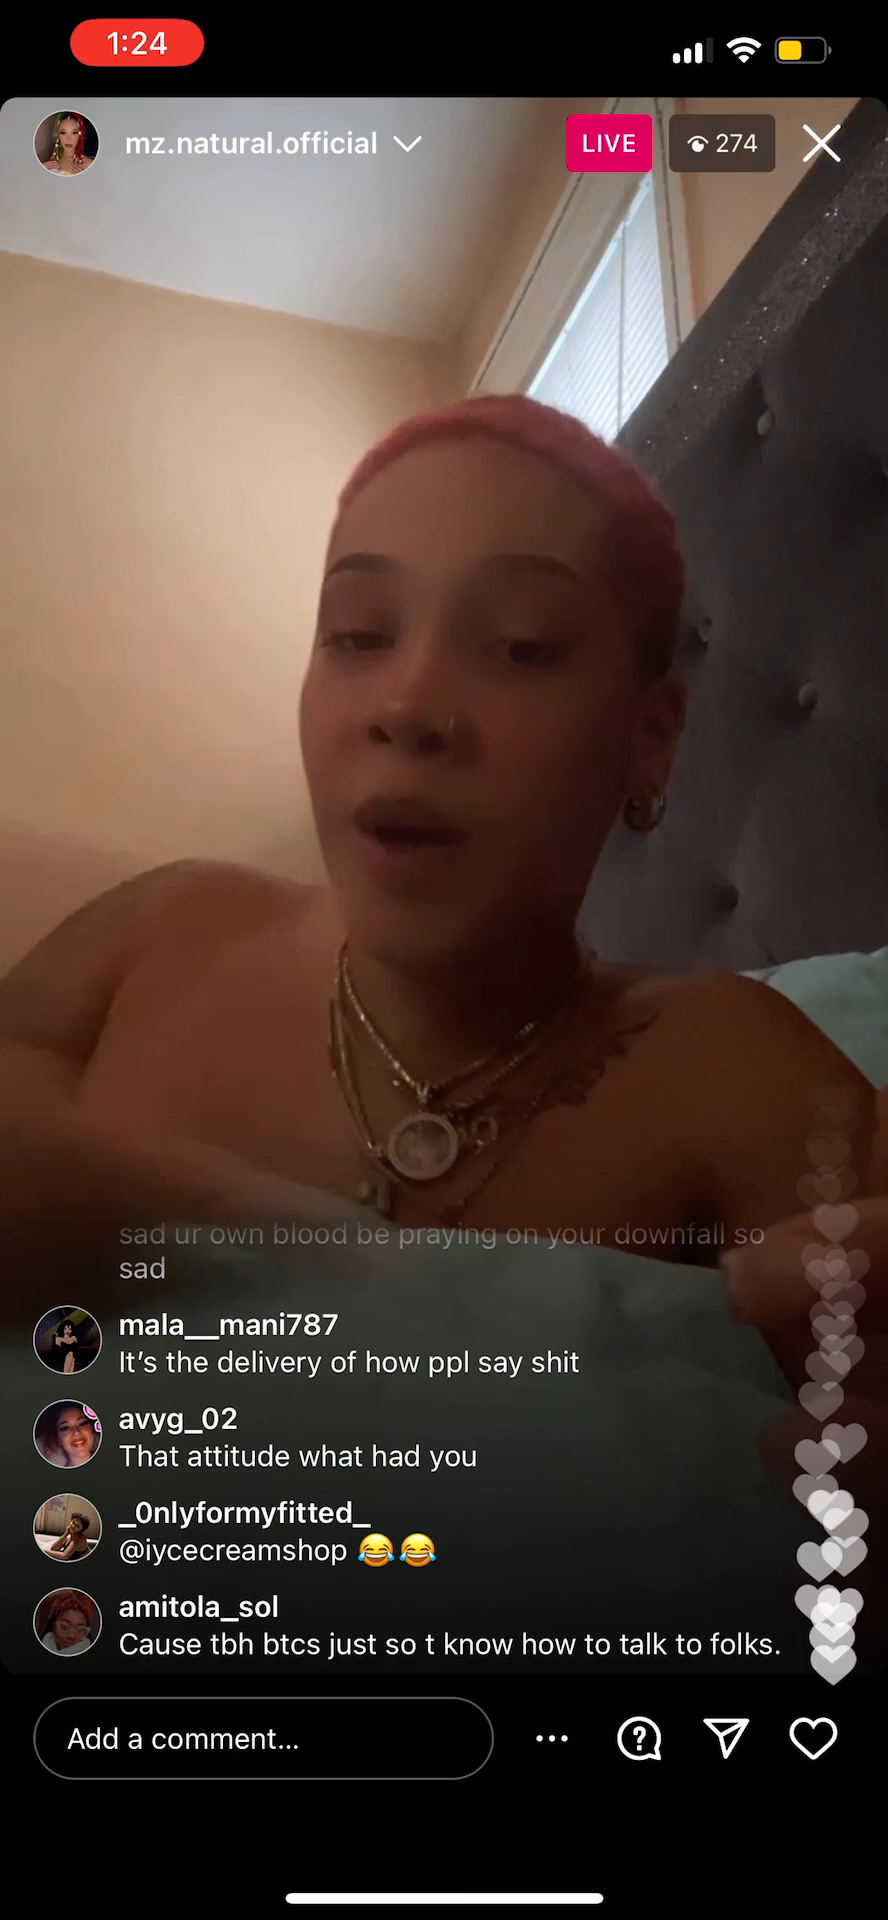 1:24
mz.natural.official
LIVE
274
sad ur own blood be praying on your downfall so
sad
mala__mani787
It’s the delivery of how ppl say shit
avyg_02
That attitude what had you
_0nlyformyfitted_
@iycecreamshop 😂😂
amitola_sol
Cause tbh btcs just so t know how to talk to folks.
Add a comment...